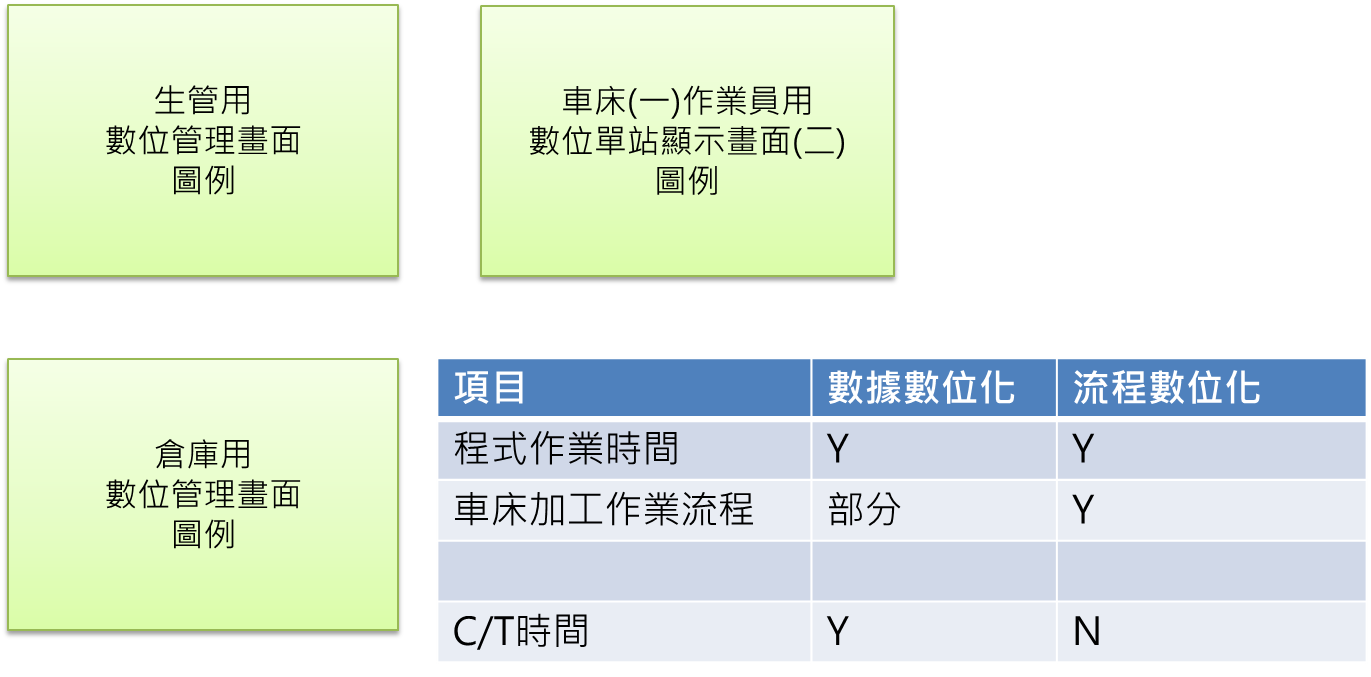 生管用
數位管理畫面
圖例
車床(一)作業員用
數位單站顯示畫面(二)
圖例
倉庫用
數位管理畫面
圖例
項目 數據數位化 流程數位化
程式作業時間 Y Y
車床加工作業流程 部分 Y
C/T時間 Y N